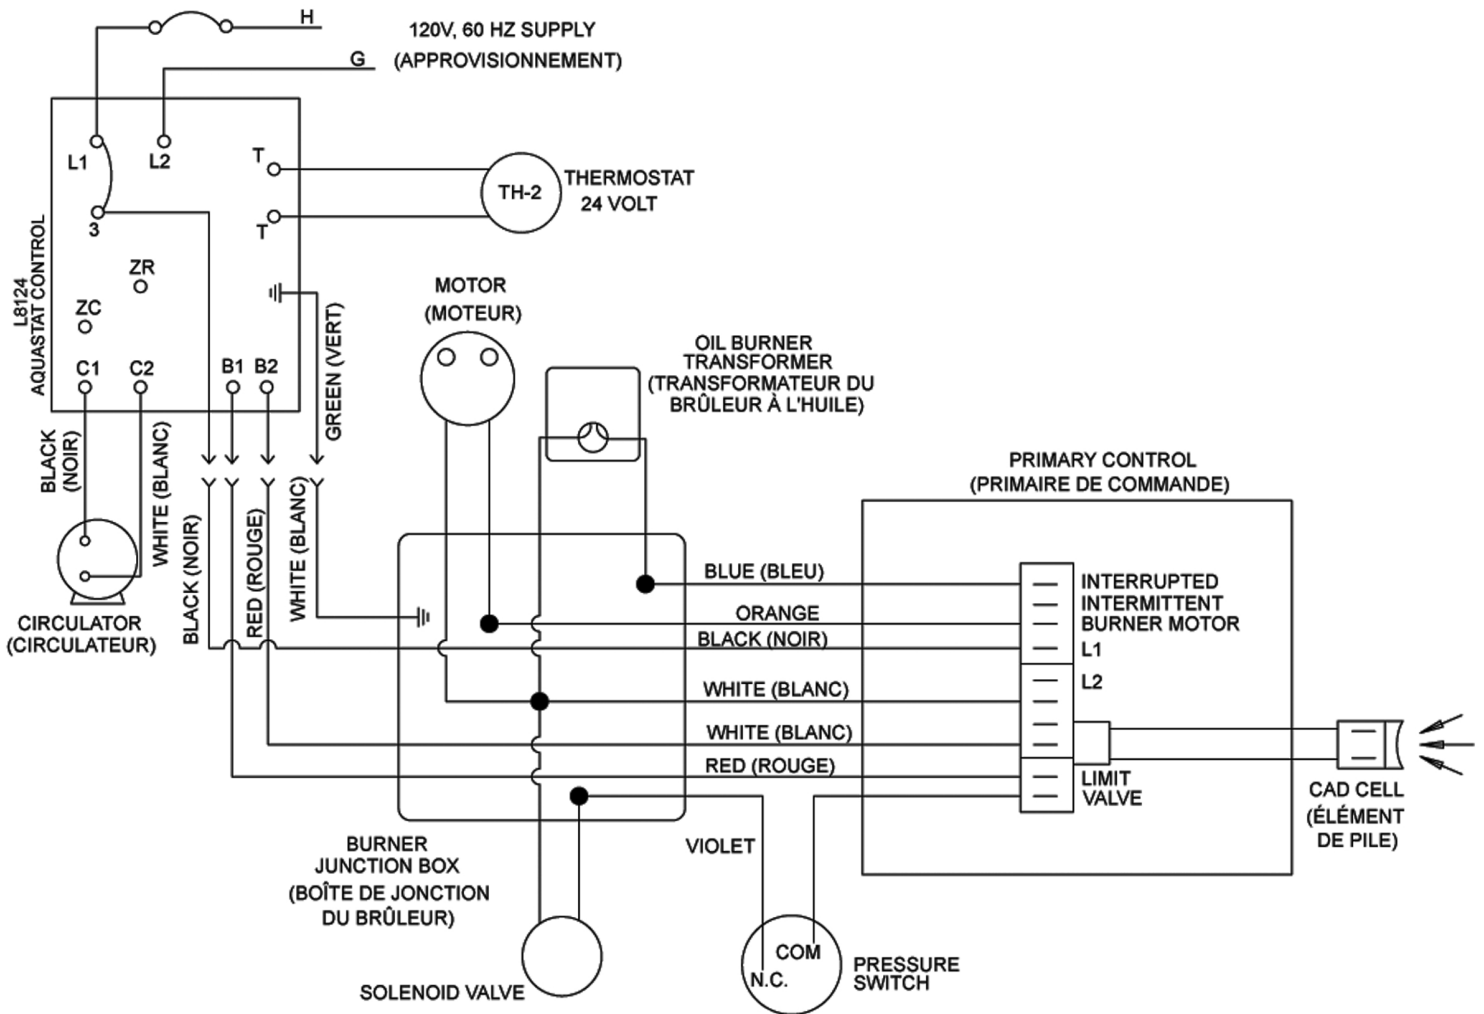 H
120V, 60 HZ SUPPLY
G
(APPROVISIONNEMENT)
L1
L2
T
THERMOSTAT
TH-2
24 VOLT
3
T
L8124
AQUASTAT CONTROL
ZR
ZC
C1
C2
B1
B2
GREEN (VERT)
MOTOR
(MOTEUR)
OIL BURNER
TRANSFORMER
(TRANSFORMATEUR DU
BRÛLEUR À L'HUILE)
BLACK
(NOIR)
WHITE (BLANC)
BLACK (NOIR)
RED (ROUGE)
WHITE (BLANC)
CIRCULATOR
(CIRCULATEUR)
PRIMARY CONTROL
(PRIMAIRE DE COMMANDE)
BLUE (BLEU)
INTERRUPTED
INTERMITTENT
ORANGE
BURNER MOTOR
BLACK (NOIR)
L1
L2
WHITE (BLANC)
WHITE (BLANC)
RED (ROUGE)
LIMIT
VALVE
CAD CELL
(ÉLÉMENT
DE PILE)
VIOLET
BURNER
JUNCTION BOX
(BOÎTE DE JONCTION
DU BRÛLEUR)
SOLENOID VALVE
COM
N.C.
PRESSURE
SWITCH